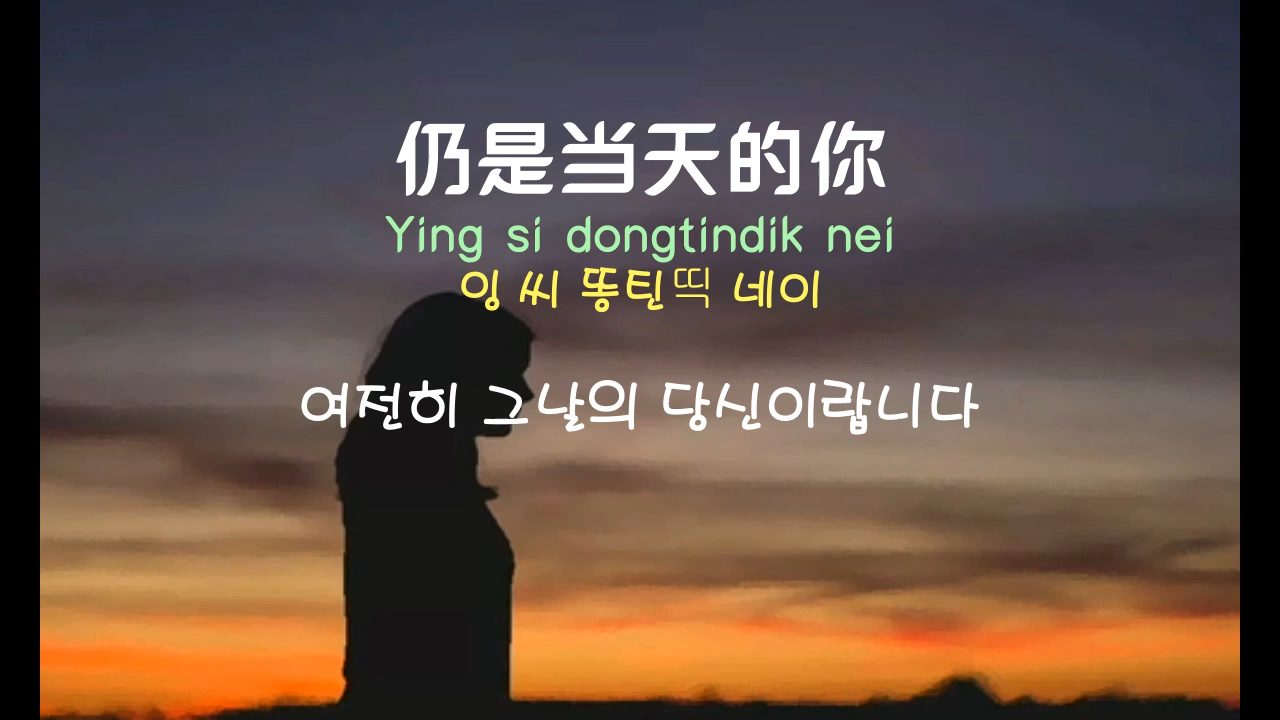 仍是当天的你
Ying si dongtindik nei
잉 씨 똥틴띅 네이
여전히 그날의 당신이랍니다